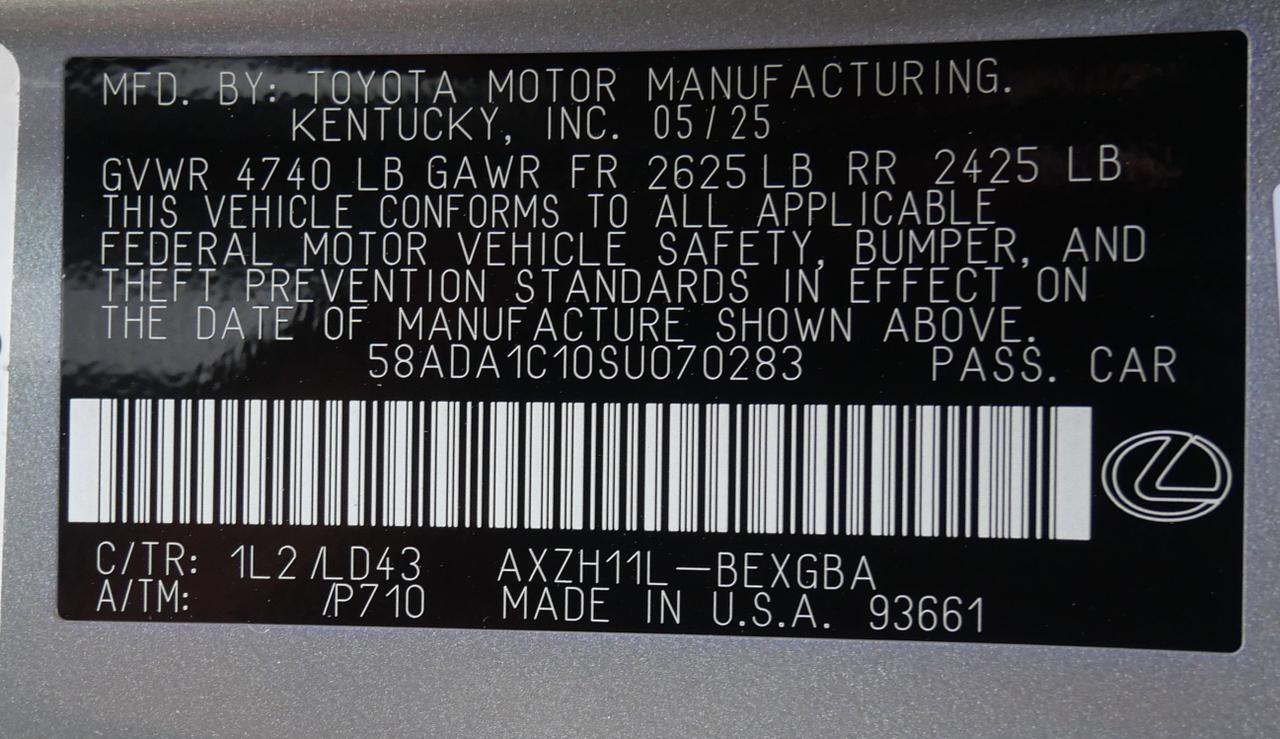 MFD. BY: TOYOTA MOTOR MANUFACTURING.
KENTUCKY, INC. 05/25
GVWR 4740 LB GAWR FR 2625 LB RR 2425 LB
THIS VEHICLE CONFORMS TO ALL APPLICABLE
FEDERAL MOTOR VEHICLE SAFETY, BUMPER, AND
THEFT PREVENTION STANDARDS IN EFFECT ON
THE DATE OF MANUFACTURE SHOWN ABOVE.
58ADA1C10SU070283 PASS. CAR
C/TR: 1L2/LD43 AXZH11L-BEXGBA
A/TM: /P710 MADE IN U.S.A. 93661